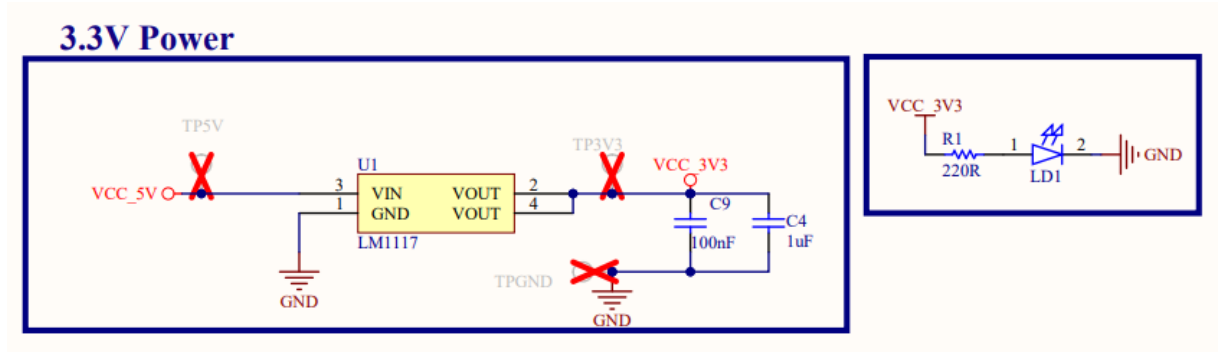 3.3V Power
TP5V
TP3V3
U1
VCC_3V3
VCC_5V
3 VIN VOUT 2
1 GND VOUT 4
LM1117
C9
100nF
C4
1uF
TPGND
GND
GND
VCC_3V3
R1
220R
1 2
LD1
GND